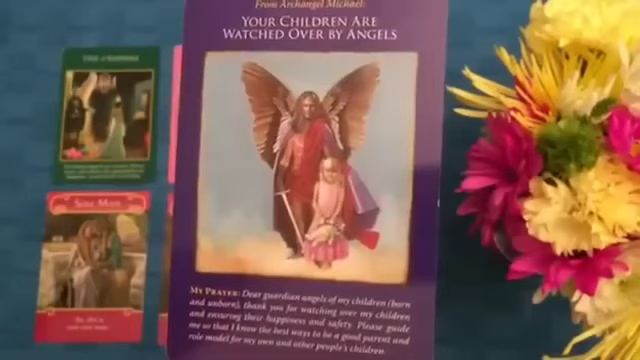 From Archangel Michael:
YOUR CHILDREN ARE
WATCHED OVER BY ANGELS
MY PRAYER: Dear guardian angels of my children (born
and unborn), thank you for watching over my children
and ensuring their happiness and safety. Please guide
me so that I know the best ways to be a good parent and
role model for my own and other people's children.
SOUL MATE